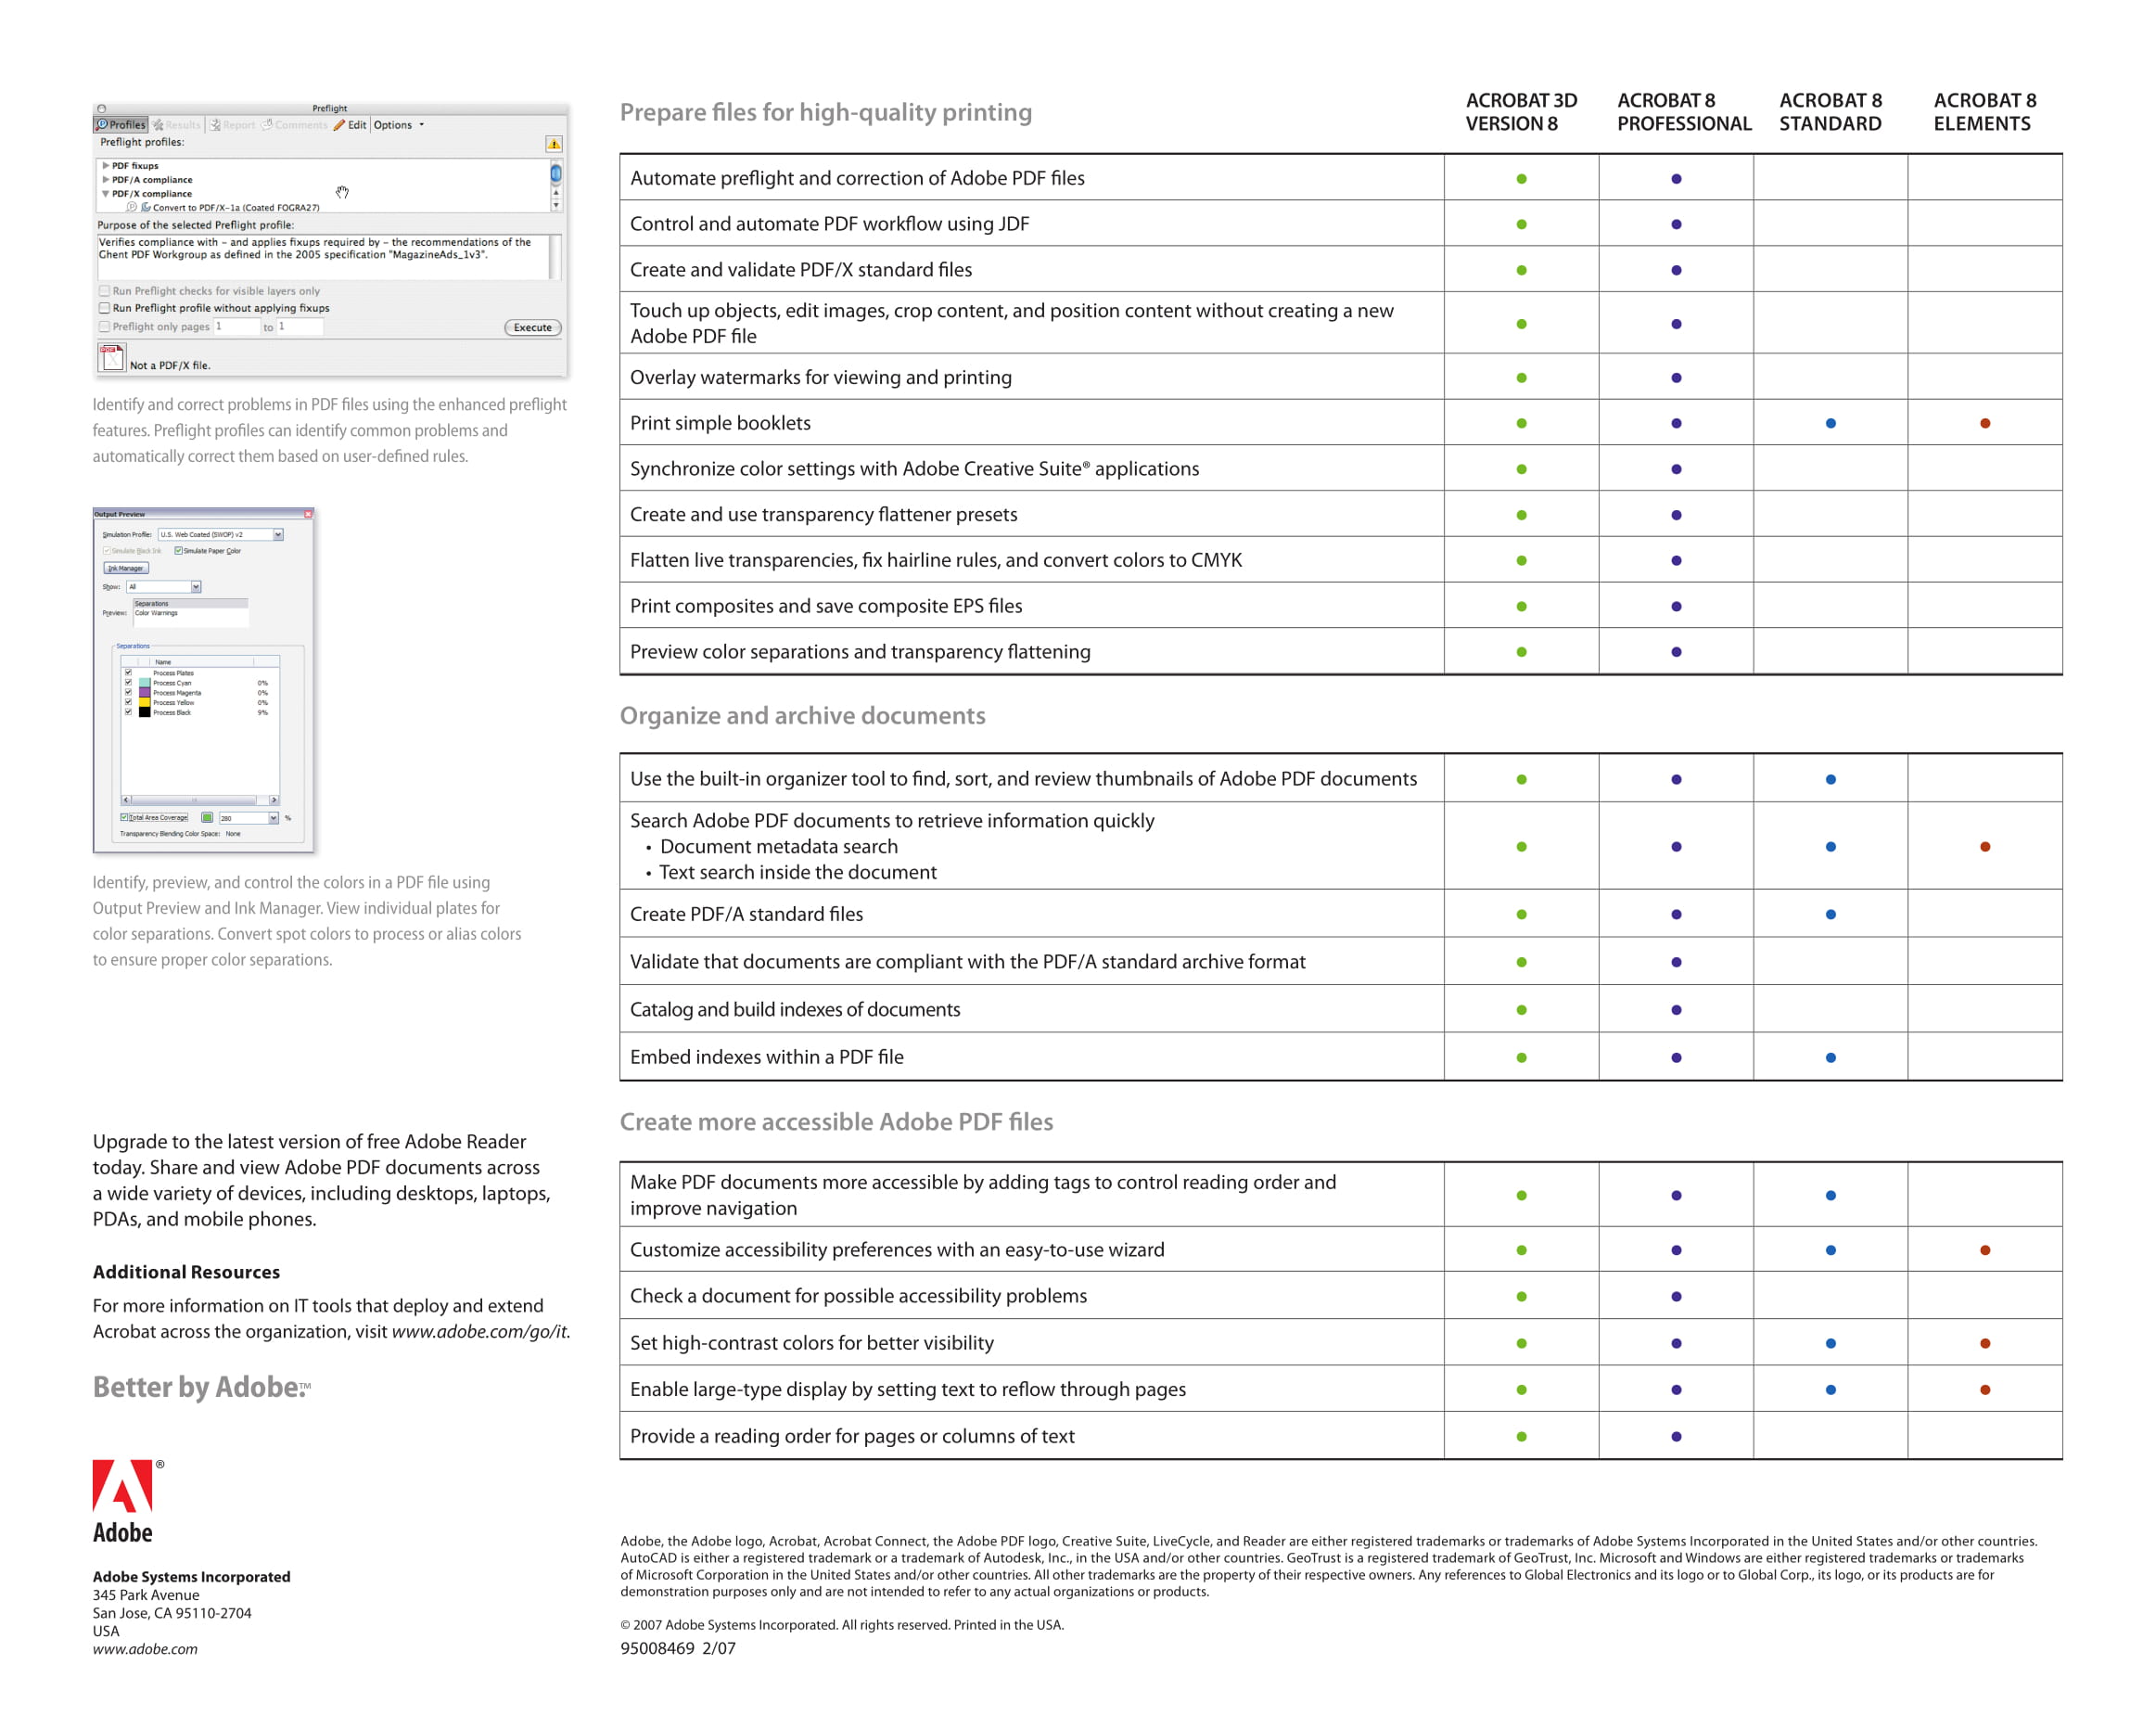 Preflight
Profiles Results Report Comments Edit Options
Preflight profiles:
PDF fixups
PDF/A compliance
PDF/X compliance
Convert to PDF/X-1a (Coated FOGRA27)
Purpose of the selected Preflight profile:
Verifies compliance with – and applies fixups required by – the recommendations of the
Ghent PDF Workgroup as defined in the 2005 specification "MagazineAds_1v3".
Run Preflight checks for visible layers only
Run Preflight profile without applying fixups
Preflight only pages 1 to 1
Execute
Not a PDF/X file.
Identify and correct problems in PDF files using the enhanced preflight
features. Preflight profiles can identify common problems and
automatically correct them based on user-defined rules.
Output Preview
Simulation Profile: U.S. Web Coated (SWOP) v2
Simulate Black Ink Simulate Paper Color
Ink Manager
Show: All
Separations
Preview: Color Warnings
Separations
Name
Process Plates
Process Cyan 0%
Process Magenta 0%
Process Yellow 0%
Process Black 9%
Total Area Coverage 280 %
Transparency Blending Color Space: None
Identify, preview, and control the colors in a PDF file using
Output Preview and Ink Manager. View individual plates for
color separations. Convert spot colors to process or alias colors
to ensure proper color separations.
Upgrade to the latest version of free Adobe Reader
today. Share and view Adobe PDF documents across
a wide variety of devices, including desktops, laptops,
PDAs, and mobile phones.
Additional Resources
For more information on IT tools that deploy and extend
Acrobat across the organization, visit www.adobe.com/go/it.
Better by Adobe.™
®
Adobe
Adobe Systems Incorporated
345 Park Avenue
San Jose, CA 95110-2704
USA
www.adobe.com
Prepare files for high-quality printing
ACROBAT 3D VERSION 8
ACROBAT 8 PROFESSIONAL
ACROBAT 8 STANDARD
ACROBAT 8 ELEMENTS
Automate preflight and correction of Adobe PDF files • •
Control and automate PDF workflow using JDF • •
Create and validate PDF/X standard files • •
Touch up objects, edit images, crop content, and position content without creating a new
Adobe PDF file • •
Overlay watermarks for viewing and printing • •
Print simple booklets • • • •
Synchronize color settings with Adobe Creative Suite® applications • •
Create and use transparency flattener presets • •
Flatten live transparencies, fix hairline rules, and convert colors to CMYK • •
Print composites and save composite EPS files • •
Preview color separations and transparency flattening • •
Organize and archive documents
Use the built-in organizer tool to find, sort, and review thumbnails of Adobe PDF documents • • •
Search Adobe PDF documents to retrieve information quickly
• Document metadata search • • • •
• Text search inside the document
Create PDF/A standard files • • •
Validate that documents are compliant with the PDF/A standard archive format • •
Catalog and build indexes of documents • •
Embed indexes within a PDF file • • •
Create more accessible Adobe PDF files
Make PDF documents more accessible by adding tags to control reading order and
improve navigation • • •
Customize accessibility preferences with an easy-to-use wizard • • • •
Check a document for possible accessibility problems • •
Set high-contrast colors for better visibility • • • •
Enable large-type display by setting text to reflow through pages • • • •
Provide a reading order for pages or columns of text • •
Adobe, the Adobe logo, Acrobat, Acrobat Connect, the Adobe PDF logo, Creative Suite, LiveCycle, and Reader are either registered trademarks or trademarks of Adobe Systems Incorporated in the United States and/or other countries.
AutoCAD is either a registered trademark or a trademark of Autodesk, Inc., in the USA and/or other countries. GeoTrust is a registered trademark of GeoTrust, Inc. Microsoft and Windows are either registered trademarks or trademarks
of Microsoft Corporation in the United States and/or other countries. All other trademarks are the property of their respective owners. Any references to Global Electronics and its logo or to Global Corp., its logo, or its products are for
demonstration purposes only and are not intended to refer to any actual organizations or products.
© 2007 Adobe Systems Incorporated. All rights reserved. Printed in the USA.
95008469 2/07